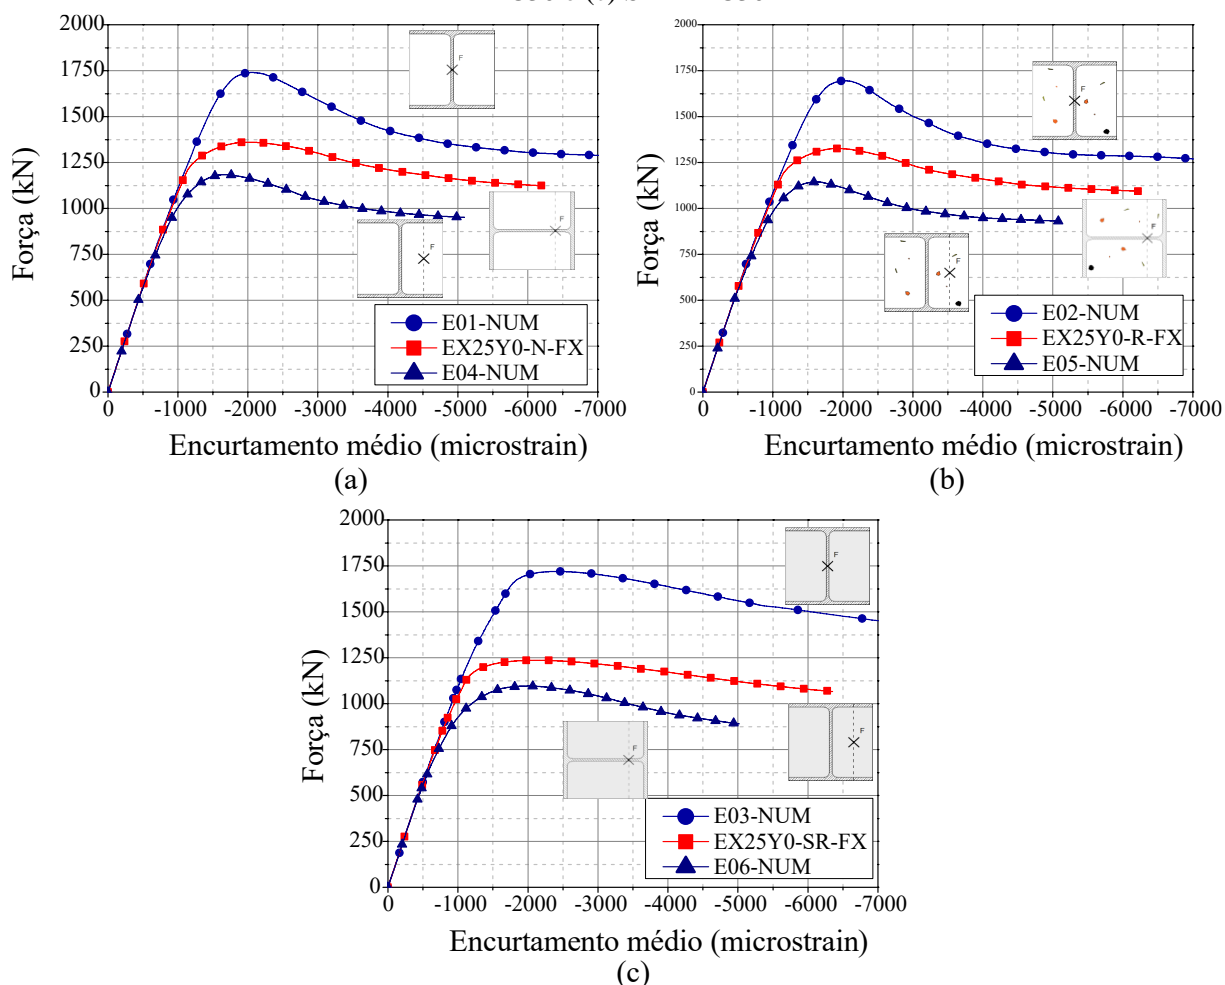 2000
1750
1500
1250
1000
750
500
250
0
0 -1000 -2000 -3000 -4000 -5000 -6000 -7000
Força (kN)
Encurtamento médio (microstrain)
F
F
F
E01-NUM
EX25Y0-N-FX
E04-NUM
(a)
2000
1750
1500
1250
1000
750
500
250
0
0 -1000 -2000 -3000 -4000 -5000 -6000 -7000
Força (kN)
Encurtamento médio (microstrain)
F
F
F
E02-NUM
EX25Y0-R-FX
E05-NUM
(b)
2000
1750
1500
1250
1000
750
500
250
0
0 -1000 -2000 -3000 -4000 -5000 -6000 -7000
Força (kN)
Encurtamento médio (microstrain)
F
F
F
E03-NUM
EX25Y0-SR-FX
E06-NUM
(c)